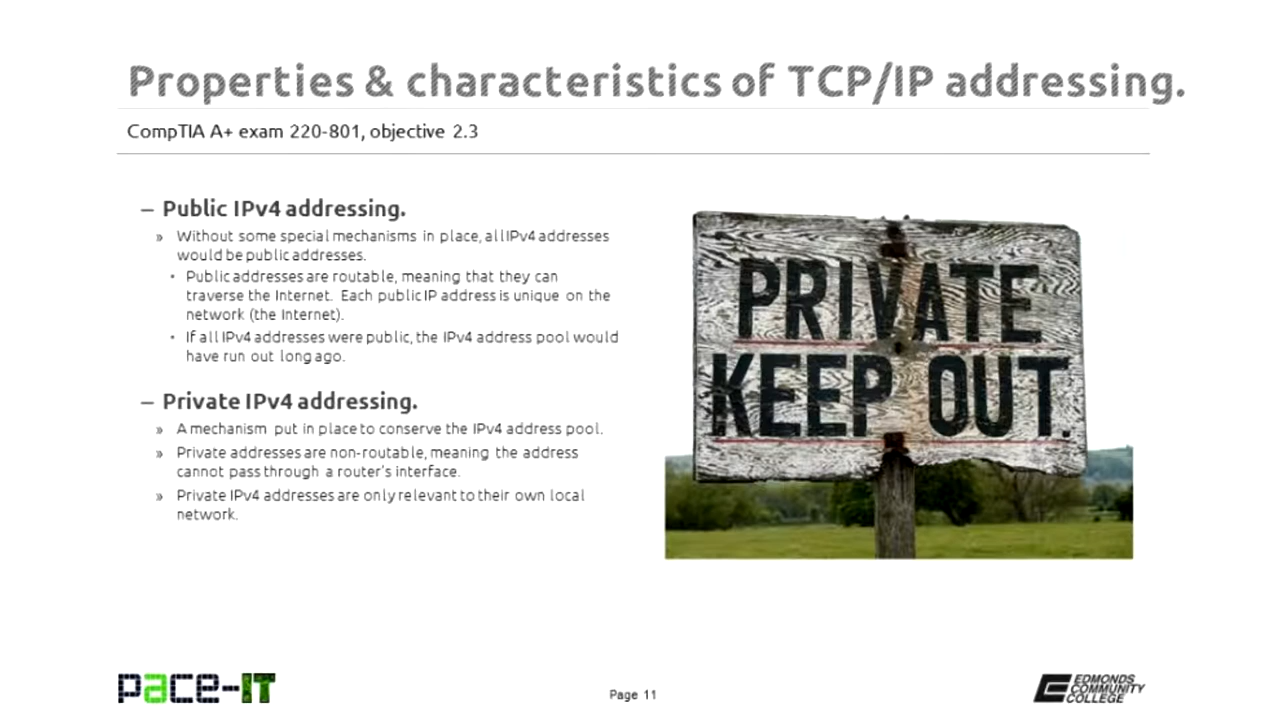 Properties & characteristics of TCP/IP addressing.
CompTIA A+ exam 220-801, objective 2.3
– Public IPv4 addressing.
» Without some special mechanisms in place, all IPv4 addresses
would be public addresses.
• Public addresses are routable, meaning that they can
traverse the Internet. Each public IP address is unique on the
network (the Internet).
• If all IPv4 addresses were public, the IPv4 address pool would
have run out long ago.
– Private IPv4 addressing.
» A mechanism put in place to conserve the IPv4 address pool.
» Private addresses are non-routable, meaning the address
cannot pass through a router's interface.
» Private IPv4 addresses are only relevant to their own local
network.
PRIVATE
KEEP OUT.
pace-IT
Page 11
EDMONDS
COMMUNITY
COLLEGE